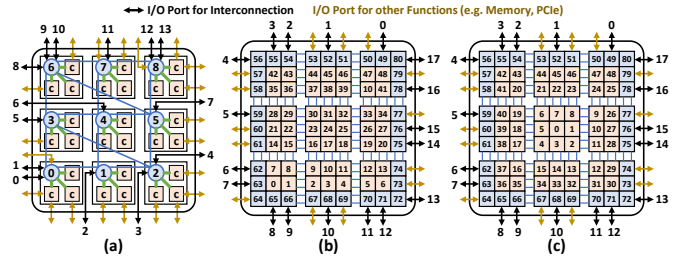 I/O Port for Interconnection
I/O Port for other Functions (e.g. Memory, PCIe)
9 10 11 12 13
6 C 7 C 8 C
8
C C C C C C
6 7
3 C 4 C 5 C
5
C C C C C C
4
1
0 C 1 C 2 C
0
C C C C C C
2 3
(a)
3 2 1 0
4 56 55 54 53 52 51 50 49 80 17
57 42 43 44 45 46 47 48 79
58 35 36 37 38 39 10 41 78 16
5 59 28 29 30 31 32 33 34 77
60 21 22 23 24 25 26 27 76 15
61 14 15 16 17 18 19 20 75 14
6 62 7 8 9 10 11 12 13 74
7 63 0 1 2 3 4 5 6 73 13
64 65 66 67 68 69 70 71 72
8 9 10 11 12
(b)
3 2 1 0
4 56 55 54 53 52 51 50 49 80 17
57 42 43 44 45 46 47 48 79
58 41 20 21 22 23 24 25 78 16
5 59 40 19 6 7 8 9 26 77
60 39 18 5 0 1 10 27 76 15
61 38 17 4 3 2 11 28 75 14
6 62 37 16 15 14 13 12 29 74
7 63 36 35 34 33 32 31 30 73 13
64 65 66 67 68 69 70 71 72
8 9 10 11 12
(c)